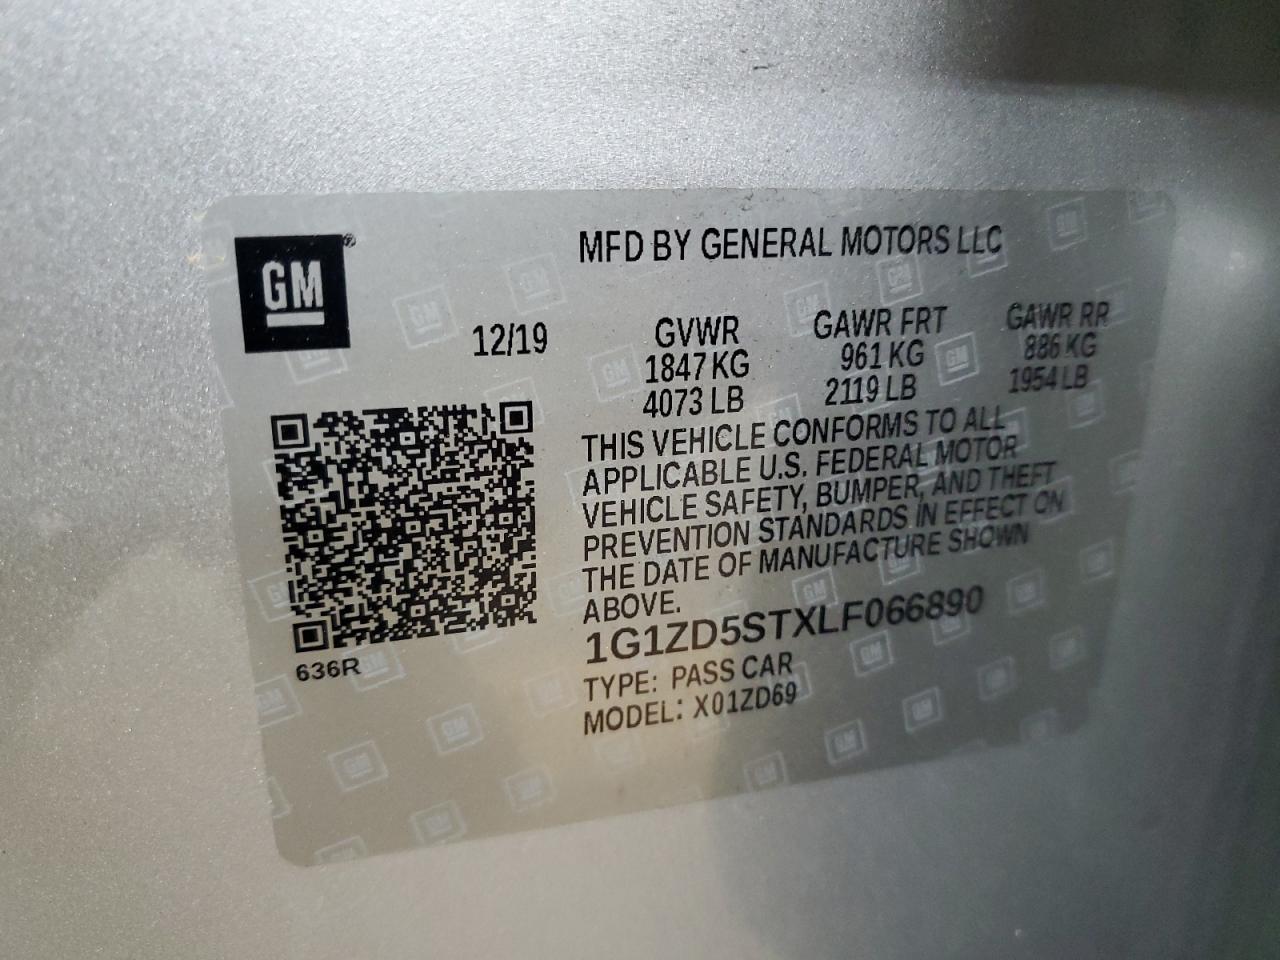 GM®
MFD BY GENERAL MOTORS LLC
12/19 GVWR GAWR FRT GAWR RR
1847 KG 961 KG 886 KG
4073 LB 2119 LB 1954 LB
THIS VEHICLE CONFORMS TO ALL
APPLICABLE U.S. FEDERAL MOTOR
VEHICLE SAFETY, BUMPER, AND THEFT
PREVENTION STANDARDS IN EFFECT ON
THE DATE OF MANUFACTURE SHOWN
ABOVE.
1G1ZD5STXLF066890
636R
TYPE: PASS CAR
MODEL: X01ZD69